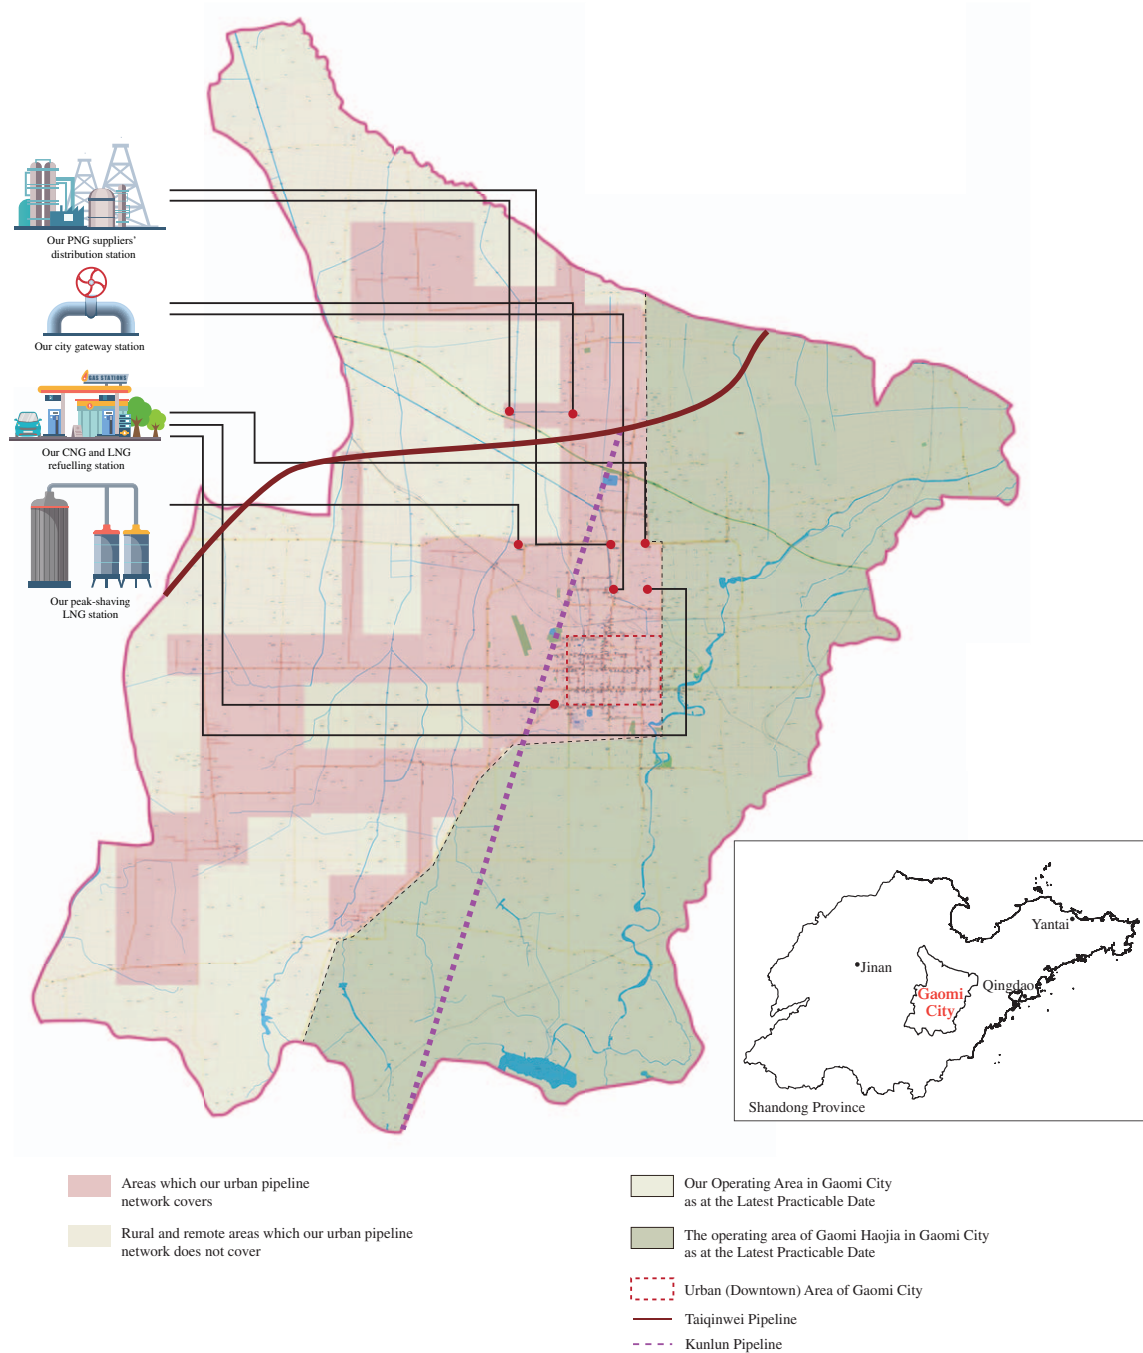 Our PNG suppliers'
distribution station
Our city gateway station
GAS STATIONS
Our CNG and LNG
refuelling station
Our peak-shaving
LNG station
Yantai
Jinan
Qingdao
Gaomi
City
Shandong Province
Areas which our urban pipeline
network covers
Rural and remote areas which our urban pipeline
network does not cover
Our Operating Area in Gaomi City
as at the Latest Practicable Date
The operating area of Gaomi Haojia in Gaomi City
as at the Latest Practicable Date
Urban (Downtown) Area of Gaomi City
Taiqinwei Pipeline
Kunlun Pipeline